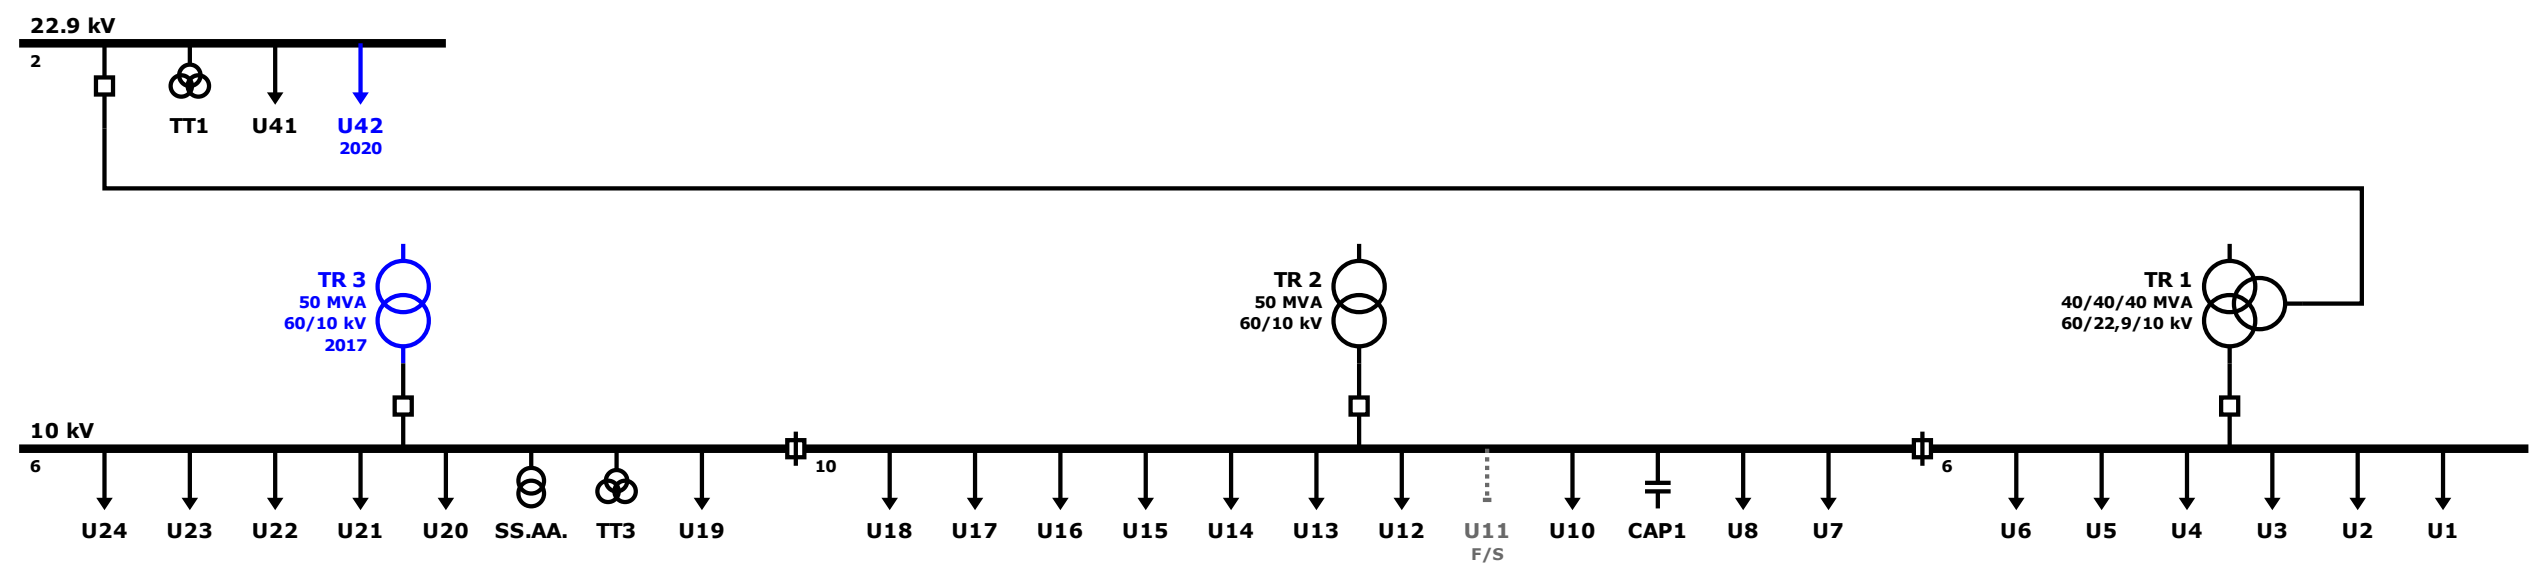 22.9 kV
2
TT1
U41
U42
2020
TR 3
50 MVA
60/10 kV
2017
TR 2
50 MVA
60/10 kV
TR 1
40/40/40 MVA
60/22,9/10 kV
10 kV
6
10
6
U24
U23
U22
U21
U20
SS.AA.
TT3
U19
U18
U17
U16
U15
U14
U13
U12
U11
F/S
U10
CAP1
U8
U7
U6
U5
U4
U3
U2
U1